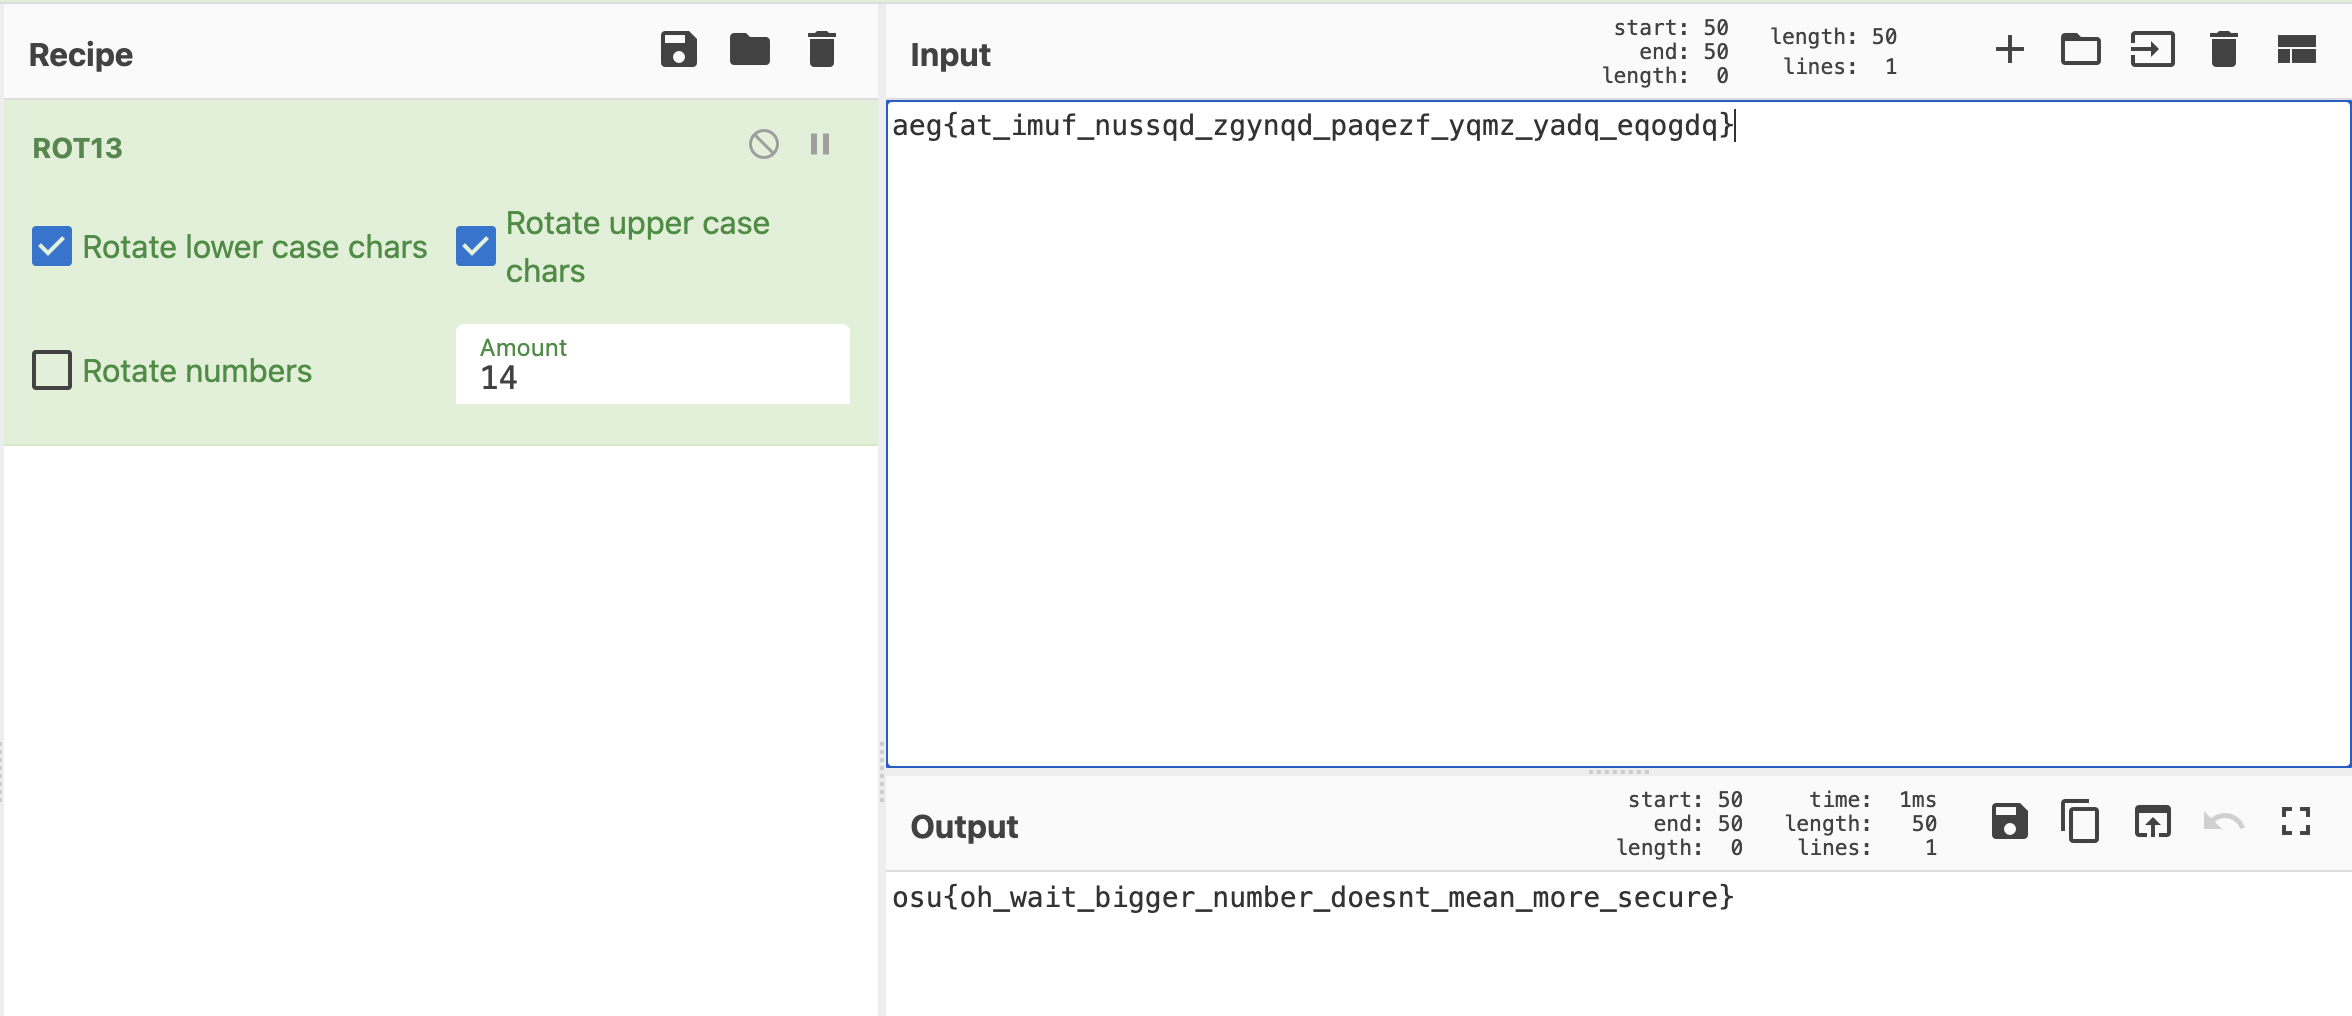 Recipe
ROT13
Rotate lower case chars
Rotate upper case
chars
Rotate numbers
Amount
14
Input
start: 50
end: 50
length: 0
length: 50
lines: 1
aeg{at_imuf_nussqd_zgynqd_paqezf_yqmz_yadq_eqogdq}
Output
start: 50
end: 50
length: 0
time: 1ms
length: 50
lines: 1
osu{oh_wait_bigger_number_doesnt_mean_more_secure}